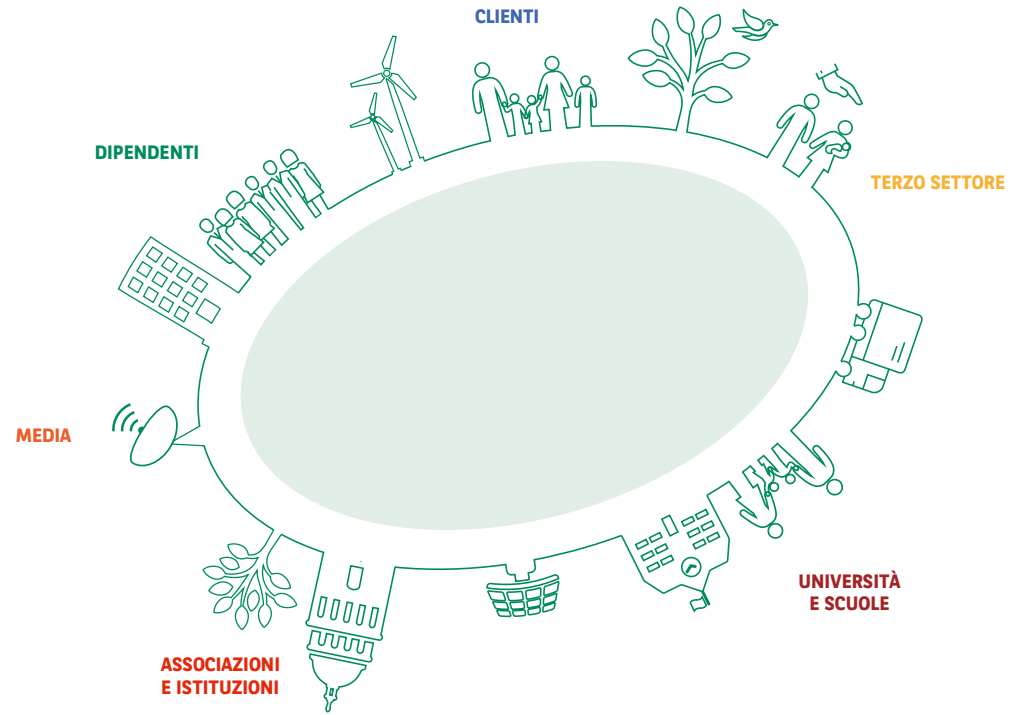 CLIENTI
DIPENDENTI
TERZO SETTORE
MEDIA
UNIVERSITÀ
E SCUOLE
ASSOCIAZIONI
E ISTITUZIONI